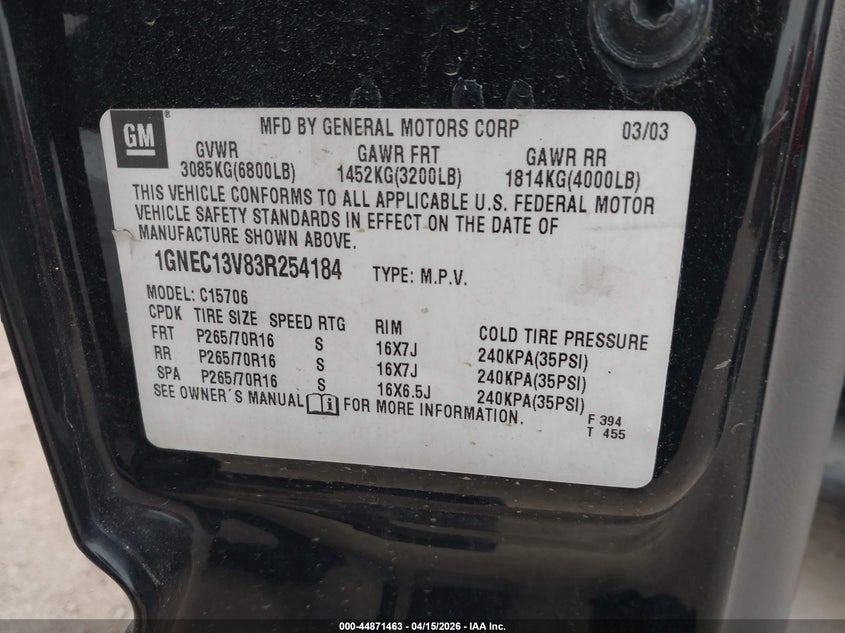 GM ® MFD BY GENERAL MOTORS CORP 03/03
GVWR GAWR FRT GAWR RR
3085KG(6800LB) 1452KG(3200LB) 1814KG(4000LB)
THIS VEHICLE CONFORMS TO ALL APPLICABLE U.S. FEDERAL MOTOR
VEHICLE SAFETY STANDARDS IN EFFECT ON THE DATE OF
MANUFACTURE SHOWN ABOVE.
1GNEC13V83R254184 TYPE: M.P.V.
MODEL: C15706
CPDK TIRE SIZE SPEED RTG RIM COLD TIRE PRESSURE
FRT P265/70R16 S 16X7J 240KPA(35PSI)
RR P265/70R16 S 16X7J 240KPA(35PSI)
SPA P265/70R16 S 16X6.5J 240KPA(35PSI)
SEE OWNER´S MANUAL i FOR MORE INFORMATION.
F 394
T 455
000-44871463 - 04/15/2026 - IAA Inc.